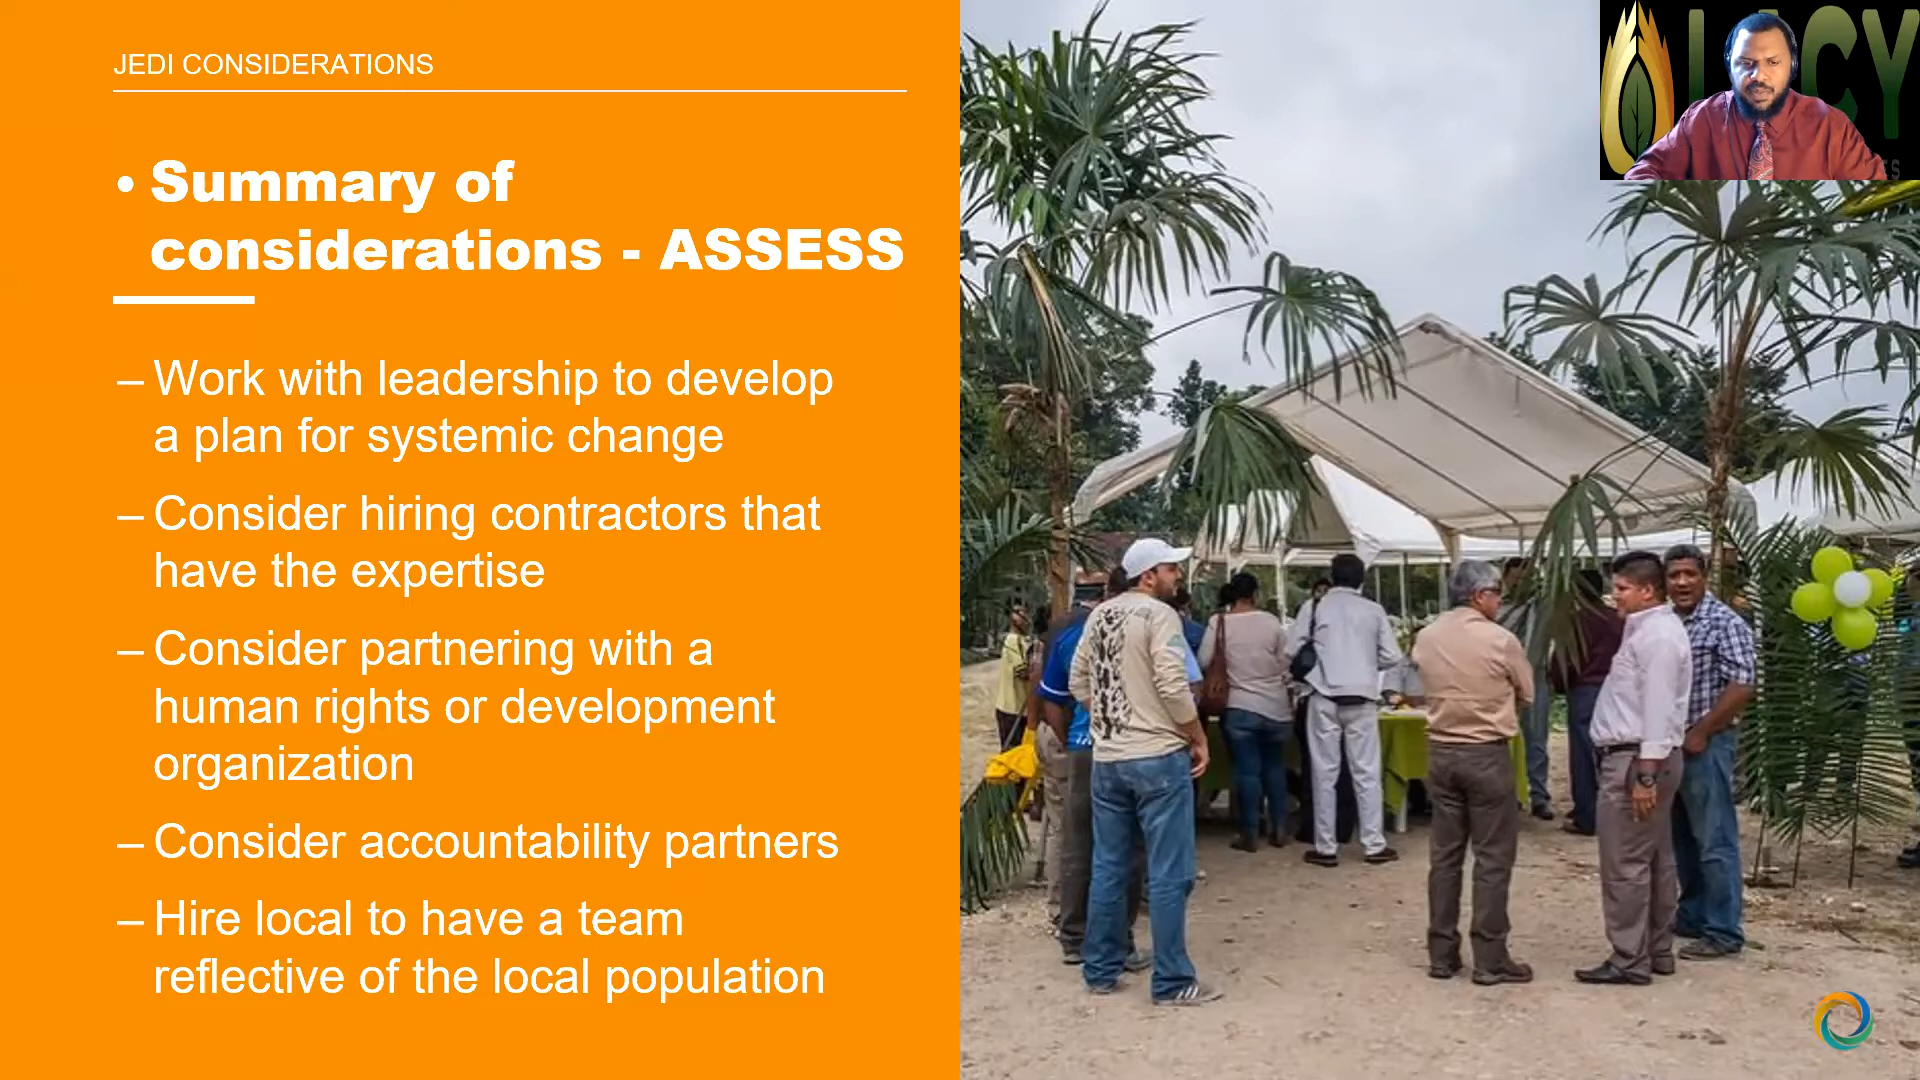 JEDI CONSIDERATIONS
• Summary of
considerations - ASSESS
– Work with leadership to develop
a plan for systemic change
– Consider hiring contractors that
have the expertise
– Consider partnering with a
human rights or development
organization
– Consider accountability partners
– Hire local to have a team
reflective of the local population